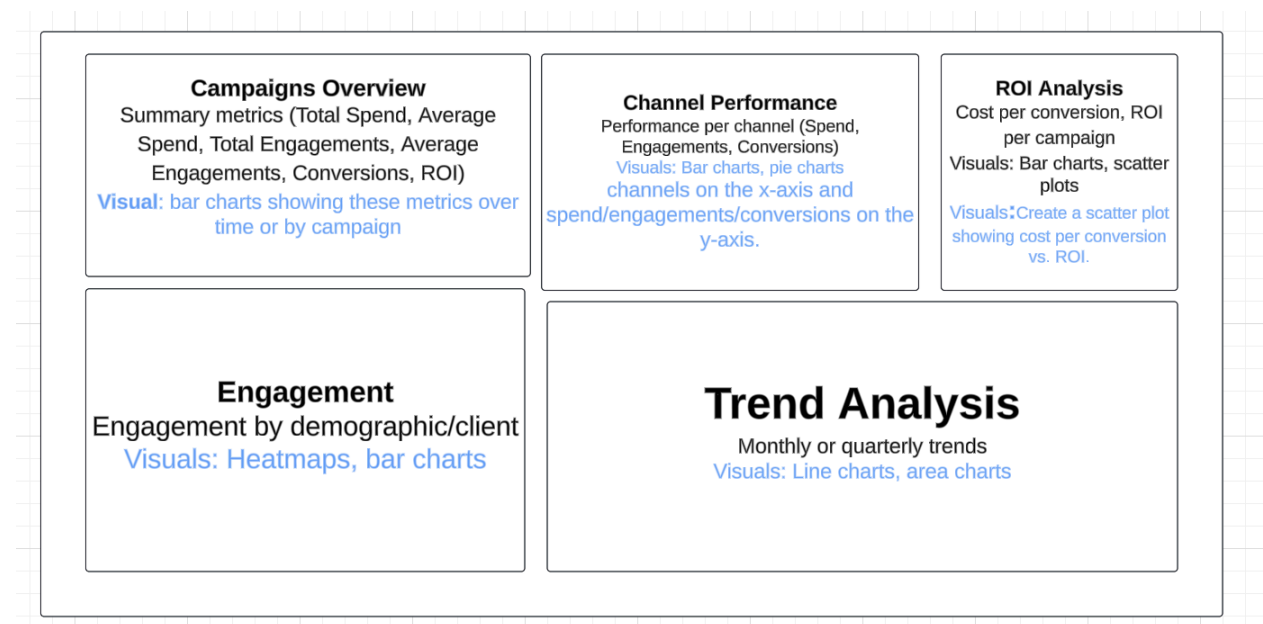 Campaigns Overview
Summary metrics (Total Spend, Average
Spend, Total Engagements, Average
Engagements, Conversions, ROI)
Visual: bar charts showing these metrics over
time or by campaign
Channel Performance
Performance per channel (Spend,
Engagements, Conversions)
Visuals: Bar charts, pie charts
channels on the x-axis and
spend/engagements/conversions on the
y-axis.
ROI Analysis
Cost per conversion, ROI
per campaign
Visuals: Bar charts, scatter
plots
Visuals:Create a scatter plot
showing cost per conversion
vs. ROI.
Engagement
Engagement by demographic/client
Visuals: Heatmaps, bar charts
Trend Analysis
Monthly or quarterly trends
Visuals: Line charts, area charts